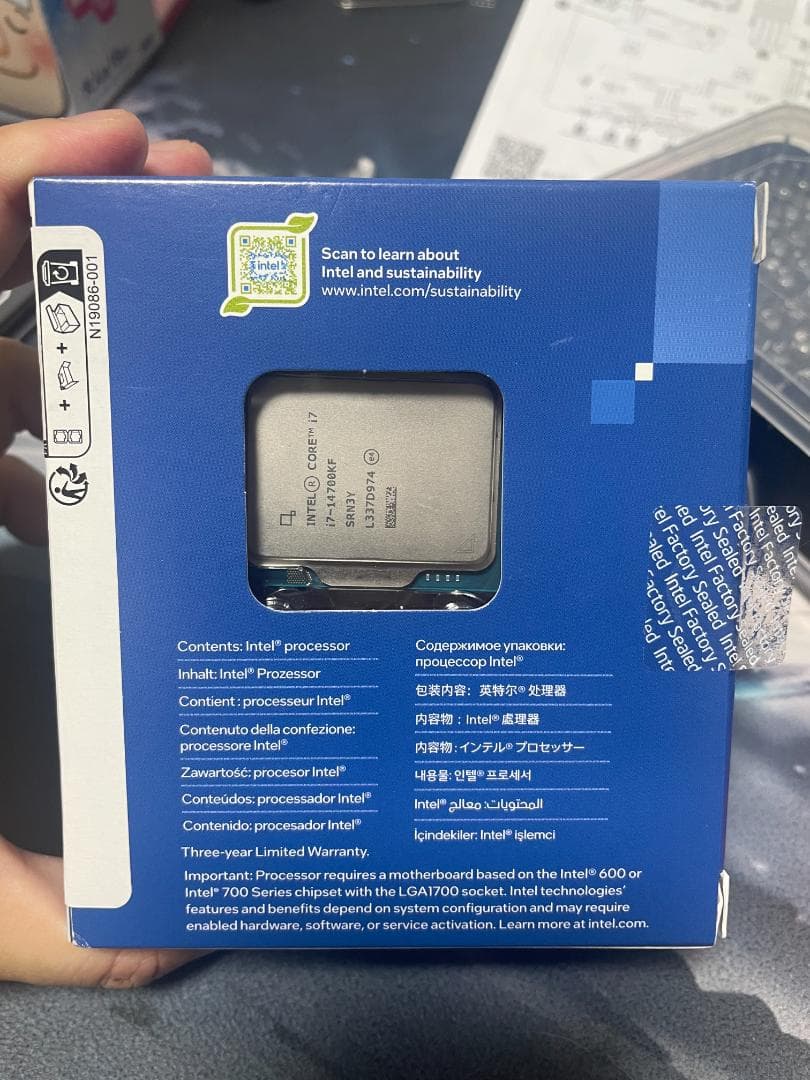 Scan to learn about
Intel and sustainability
www.intel.com/sustainability
intel
N19086-001
+
+
INTEL® CORE™ i7
i7-14700KF
SRN3Y
L337D974 e4
Intel Factory Sealed
Contents: Intel® processor
Inhalt: Intel® Prozessor
Contient : processeur Intel®
Contenuto della confezione:
processore Intel®
Zawartość: procesor Intel®
Conteúdos: processador Intel®
Contenido: procesador Intel®
Three-year Limited Warranty.
Содержимое упаковки:
процессор Intel®
包装内容：英特尔® 处理器
內容物：Intel® 處理器
内容物：インテル® プロセッサー
내용물: 인텔® 프로세서
المحتويات: معالج Intel®
İçindekiler: Intel® işlemci
Important: Processor requires a motherboard based on the Intel® 600 or
Intel® 700 Series chipset with the LGA1700 socket. Intel technologies’
features and benefits depend on system configuration and may require
enabled hardware, software, or service activation. Learn more at intel.com.